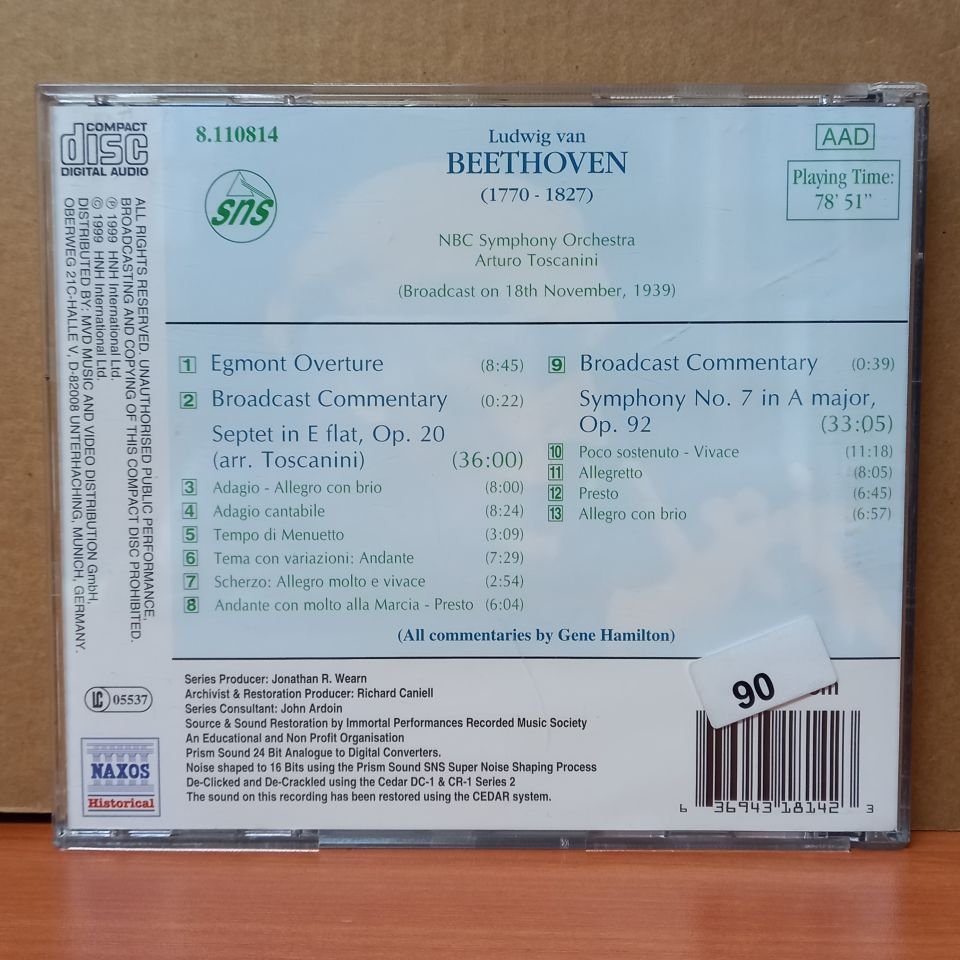 COMPACT
disc
DIGITAL AUDIO
8.110814
sns
Ludwig van
BEETHOVEN
(1770 - 1827)
NBC Symphony Orchestra
Arturo Toscanini
(Broadcast on 18th November, 1939)
AAD
Playing Time:
78' 51"
ALL RIGHTS RESERVED. UNAUTHORISED PUBLIC PERFORMANCE,
BROADCASTING AND COPYING OF THIS COMPACT DISC PROHIBITED.
℗ 1999 HNH International Ltd.
© 1999 HNH International Ltd.
DISTRIBUTED BY: MVD MUSIC AND VIDEO DISTRIBUTION GmbH,
OBERWEG 21C-HALLE V, D-82008 UNTERHACHING, MUNICH, GERMANY.
1 Egmont Overture (8:45)
2 Broadcast Commentary (0:22)
Septet in E flat, Op. 20
(arr. Toscanini) (36:00)
3 Adagio - Allegro con brio (8:00)
4 Adagio cantabile (8:24)
5 Tempo di Menuetto (3:09)
6 Tema con variazioni: Andante (7:29)
7 Scherzo: Allegro molto e vivace (2:54)
8 Andante con molto alla Marcia - Presto (6:04)
9 Broadcast Commentary (0:39)
Symphony No. 7 in A major,
Op. 92 (33:05)
10 Poco sostenuto - Vivace (11:18)
11 Allegretto (8:05)
12 Presto (6:45)
13 Allegro con brio (6:57)
(All commentaries by Gene Hamilton)
Series Producer: Jonathan R. Wearn
Archivist & Restoration Producer: Richard Caniell
Series Consultant: John Ardoin
Source & Sound Restoration by Immortal Performances Recorded Music Society
An Educational and Non Profit Organisation
Prism Sound 24 Bit Analogue to Digital Converters.
Noise shaped to 16 Bits using the Prism Sound SNS Super Noise Shaping Process
De-Clicked and De-Crackled using the Cedar DC-1 & CR-1 Series 2
The sound on this recording has been restored using the CEDAR system.
LC 05537
NAXOS
Historical
90
6 36943 18142 3